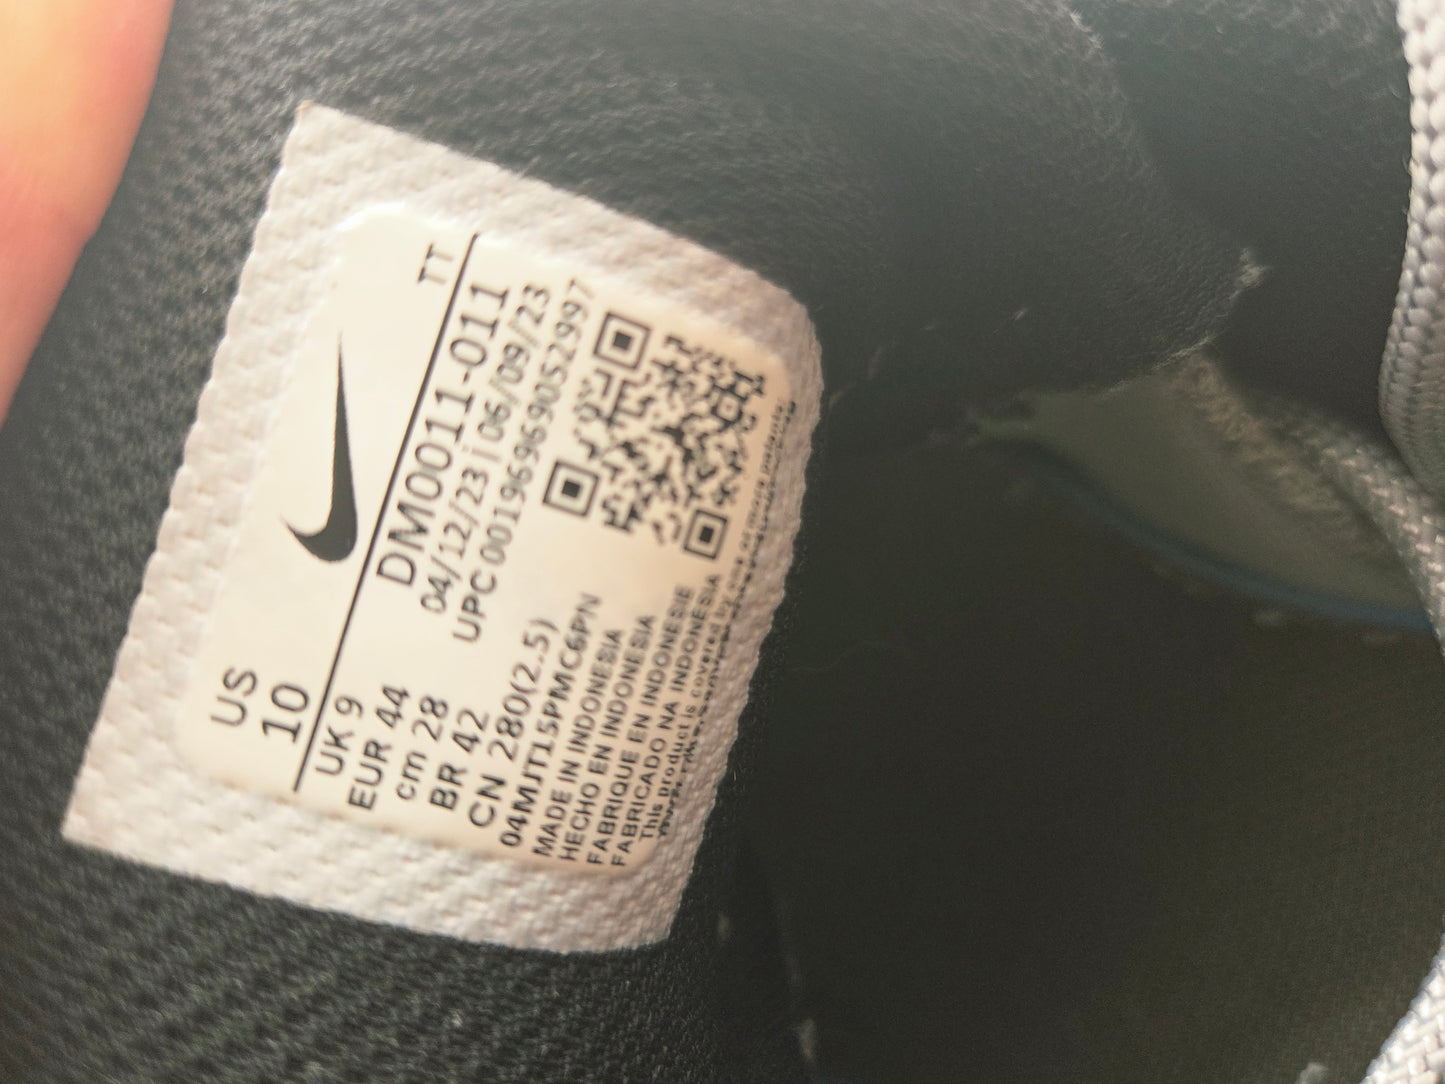 TT
US
10
DM0011-011
04/12/23 | 06/09/23
UPC 00196969052997
UK 9
EUR 44
cm 28
BR 42
CN 280(2.5)
04MJT15PMC6PN
MADE IN INDONESIA
HECHO EN INDONESIA
FABRIQUE EN INDONESIE
FABRICADO NA INDONESIA
This product is covered by one or more patents.